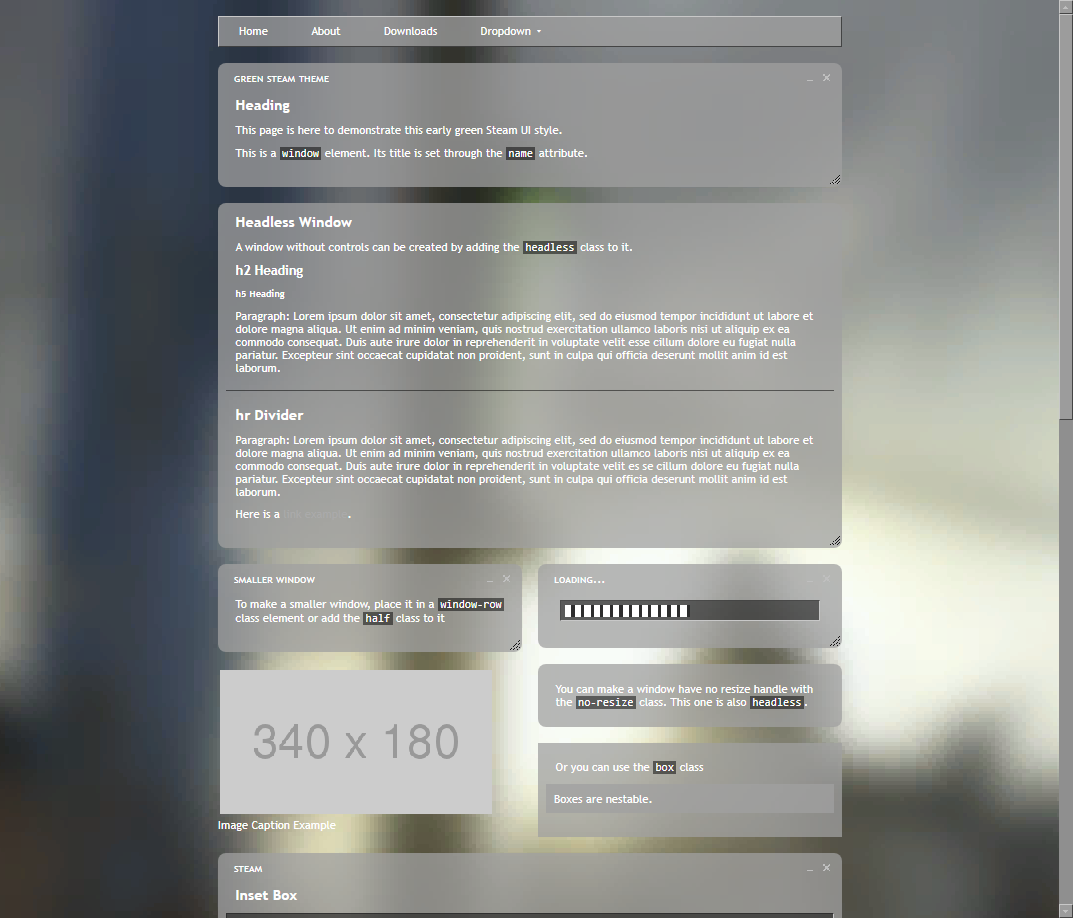 Home About Downloads Dropdown
GREEN STEAM THEME
Heading
This page is here to demonstrate this early green Steam UI style.
This is a window element. Its title is set through the name attribute.
Headless Window
A window without controls can be created by adding the headless class to it.
h2 Heading
h5 Heading
Paragraph: Lorem ipsum dolor sit amet, consectetur adipiscing elit, sed do eiusmod tempor incididunt ut labore et
dolore magna aliqua. Ut enim ad minim veniam, quis nostrud exercitation ullamco laboris nisi ut aliquip ex ea
commodo consequat. Duis aute irure dolor in reprehenderit in voluptate velit esse cillum dolore eu fugiat nulla
pariatur. Excepteur sint occaecat cupidatat non proident, sunt in culpa qui officia deserunt mollit anim id est
laborum.
hr Divider
Paragraph: Lorem ipsum dolor sit amet, consectetur adipiscing elit, sed do eiusmod tempor incididunt ut labore et
dolore magna aliqua. Ut enim ad minim veniam, quis nostrud exercitation ullamco laboris nisi ut aliquip ex ea
commodo consequat. Duis aute irure dolor in reprehenderit in voluptate velit es se cillum dolore eu fugiat nulla
pariatur. Excepteur sint occaecat cupidatat non proident, sunt in culpa qui officia deserunt mollit anim id est
laborum.
Here is a link example.
SMALLER WINDOW
To make a smaller window, place it in a window-row
class element or add the half class to it
LOADING...
340 x 180
Image Caption Example
You can make a window have no resize handle with
the no-resize class. This one is also headless.
Or you can use the box class
Boxes are nestable.
STEAM
Inset Box